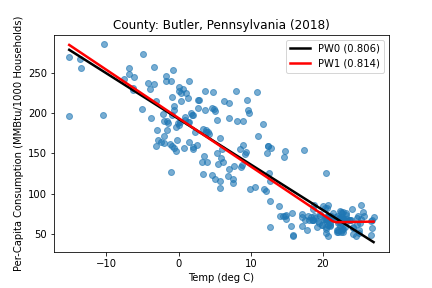 County: Butler, Pennsylvania (2018)
PW0 (0.806)
PW1 (0.814)
Per-Capita Consumption (MMBtu/1000 Households)
250
200
150
100
50
−10 0 10 20
Temp (deg C)